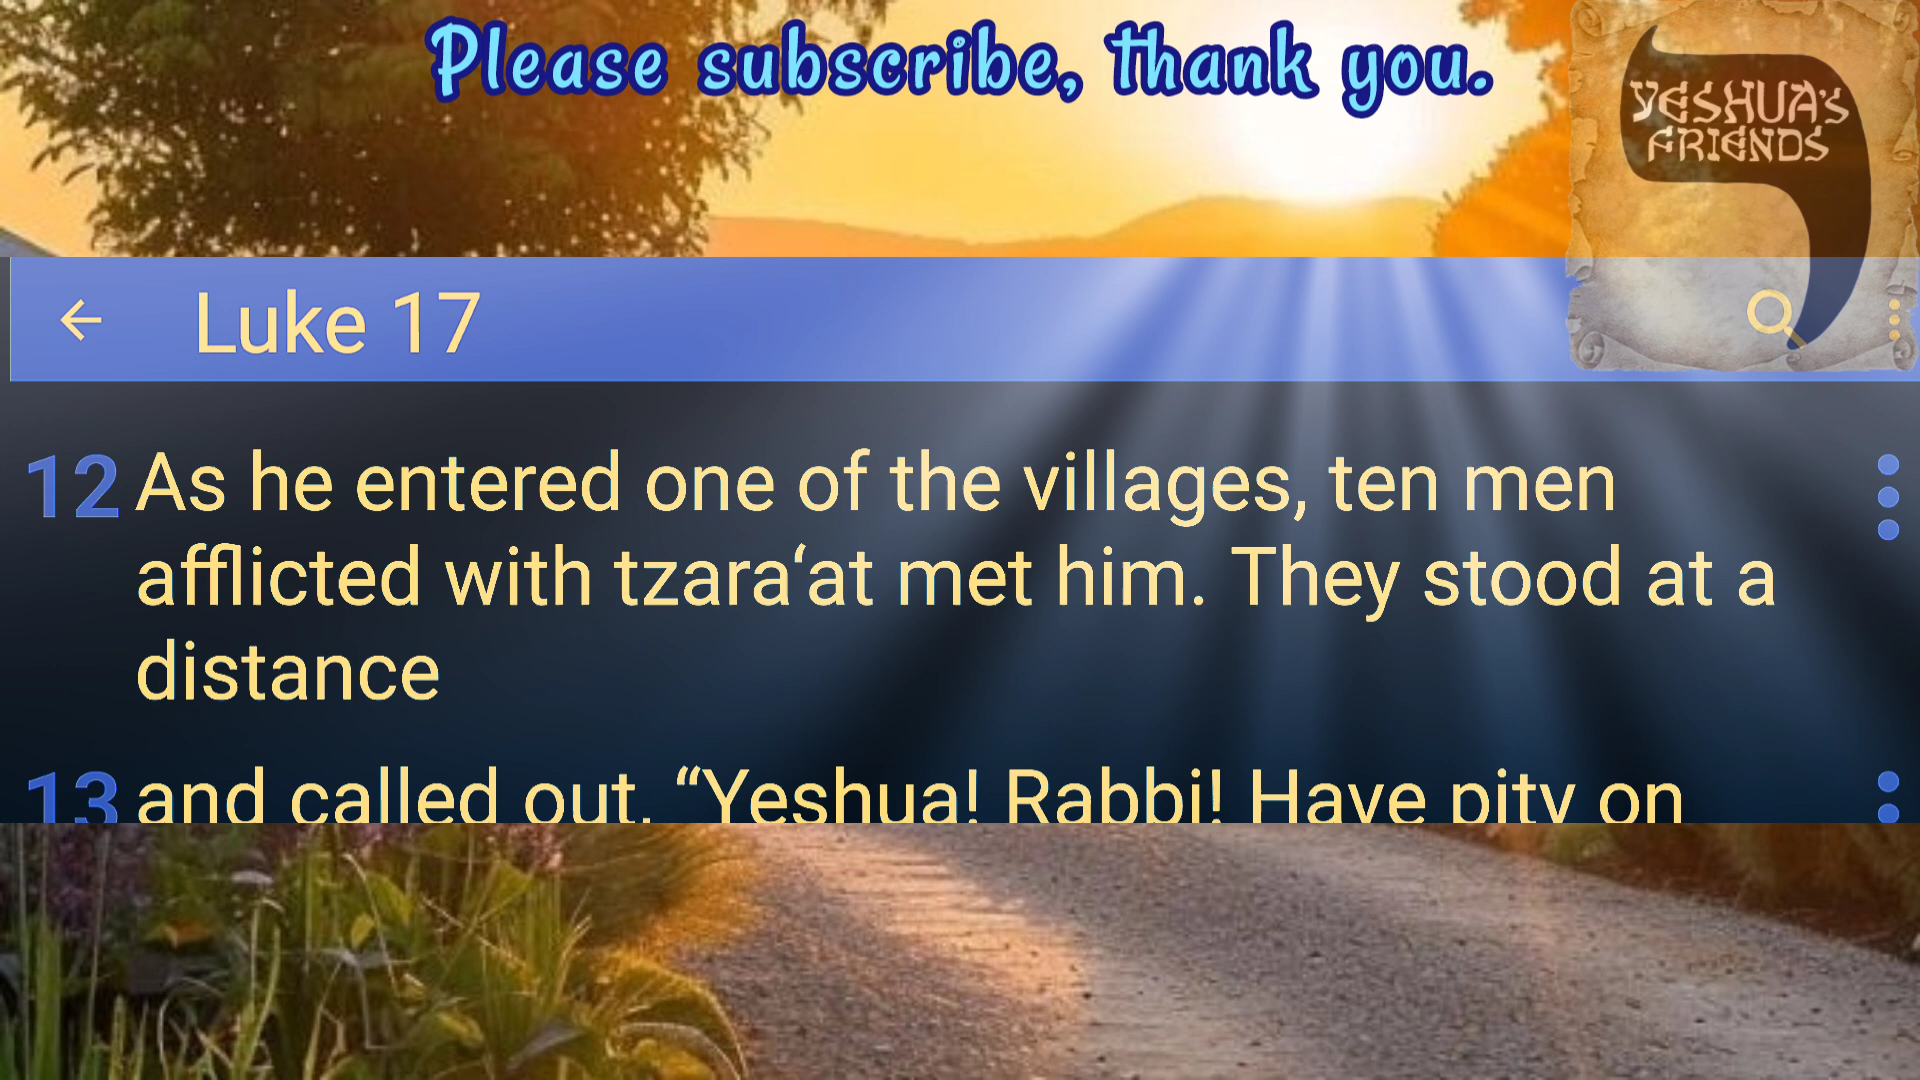 Please subscribe, thank you.
YESHUA'S
FRIENDS
Luke 17
12 As he entered one of the villages, ten men
afflicted with tzara‘at met him. They stood at a
distance
13 and called out, “Yeshua! Rabbi! Have pity on